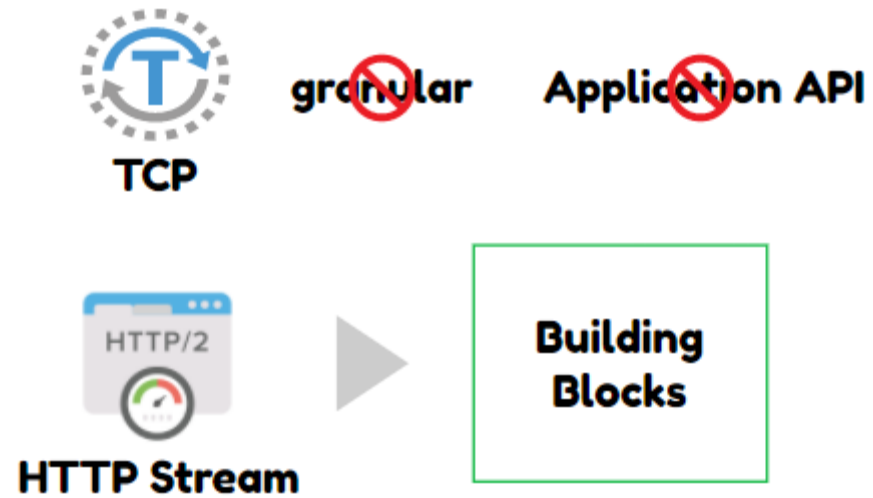 T
granular
Application API
TCP
HTTP/2
Building
Blocks
HTTP Stream